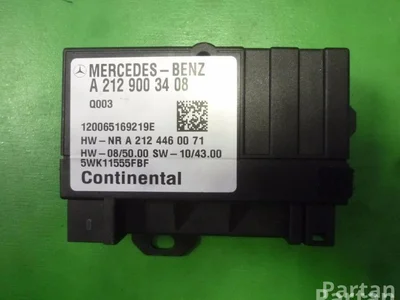 MERCEDES-BENZ
A 212 900 34 08
Q003
120065169219E
HW-NR A 212 446 00 71
HW-08/50.00 SW-10/43.00
5WK11555FBF
Continental
Partan